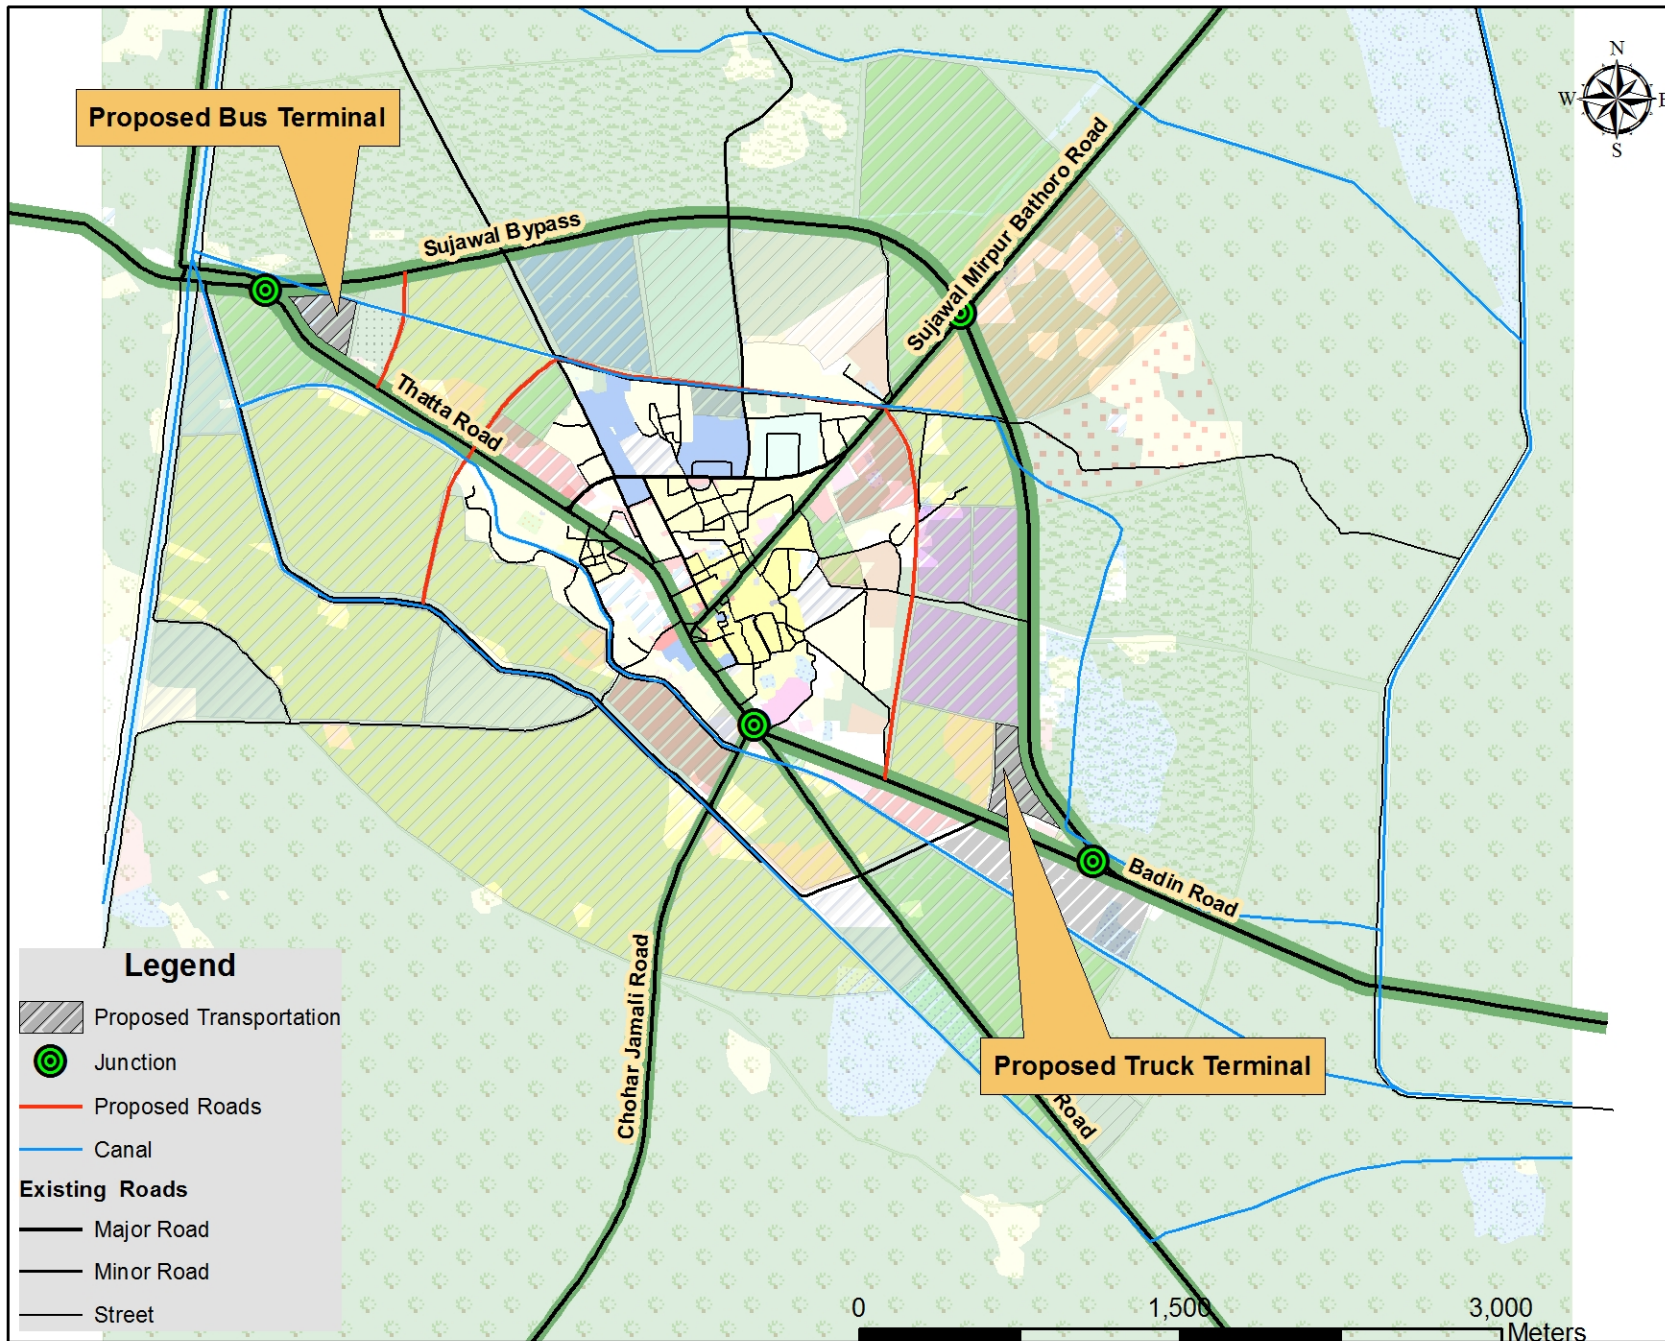 N
W
E
S
Proposed Bus Terminal
Sujawal Bypass
Sujawal Mirpur Bathoro Road
Thatta Road
Badin Road
Chohar Jamali Road
Proposed Truck Terminal
Road
Legend
Proposed Transportation
Junction
Proposed Roads
Canal
Existing Roads
Major Road
Minor Road
Street
0 1,500 3,000
Meters